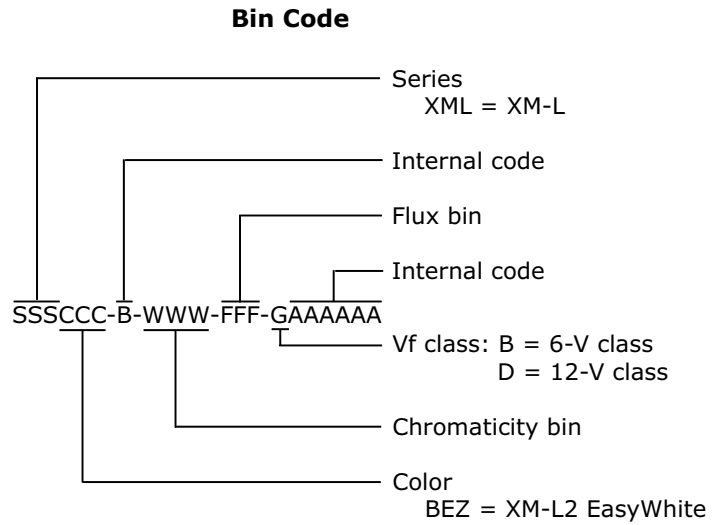 Bin Code
Series
XML = XM-L
Internal code
Flux bin
Internal code
SSSCCC-B-WWW-FFF-GAAAAAA
Vf class: B = 6-V class
D = 12-V class
Chromaticity bin
Color
BEZ = XM-L2 EasyWhite